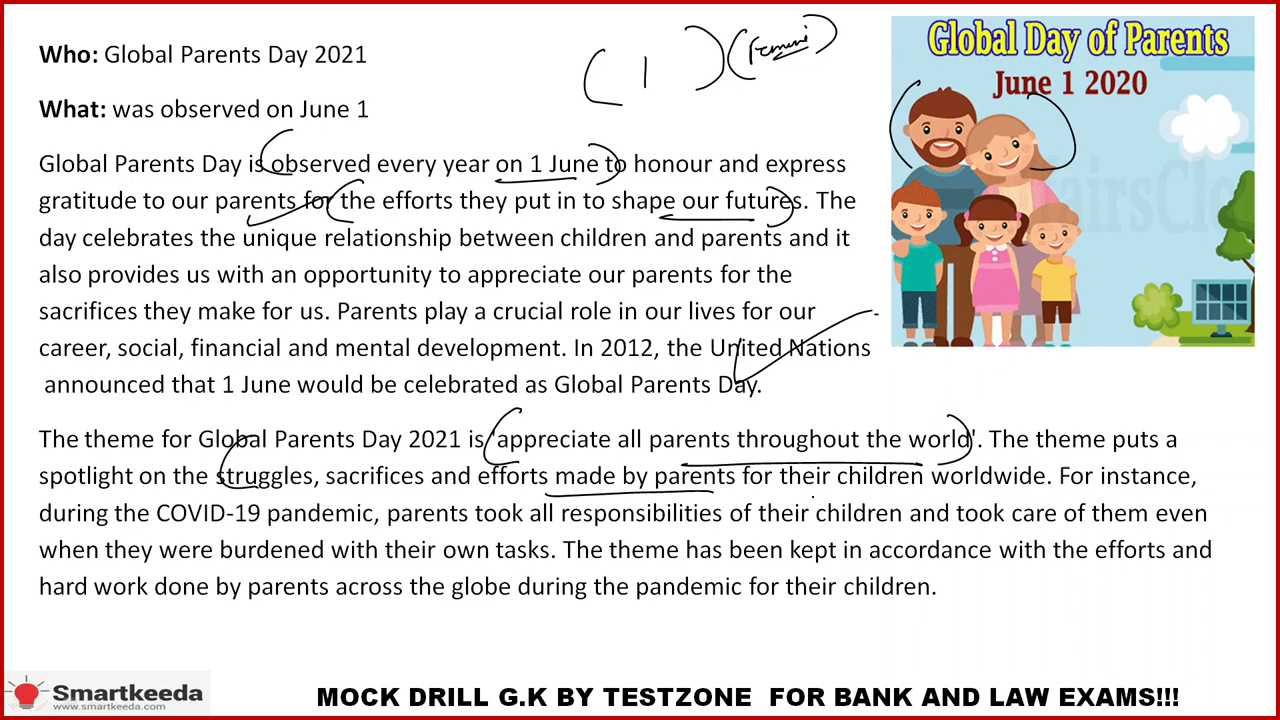 Who: Global Parents Day 2021
( 1 )
Global Day of Parents
June 1 2020
What: was observed on June 1
Global Parents Day is observed every year on 1 June to honour and express
gratitude to our parents for the efforts they put in to shape our futures. The
day celebrates the unique relationship between children and parents and it
also provides us with an opportunity to appreciate our parents for the
sacrifices they make for us. Parents play a crucial role in our lives for our
career, social, financial and mental development. In 2012, the United Nations
announced that 1 June would be celebrated as Global Parents Day.
The theme for Global Parents Day 2021 is 'appreciate all parents throughout the world'. The theme puts a
spotlight on the struggles, sacrifices and efforts made by parents for their children worldwide. For instance,
during the COVID-19 pandemic, parents took all responsibilities of their children and took care of them even
when they were burdened with their own tasks. The theme has been kept in accordance with the efforts and
hard work done by parents across the globe during the pandemic for their children.
Smartkeeda
www.smartkeeda.com
MOCK DRILL G.K BY TESTZONE FOR BANK AND LAW EXAMS!!!